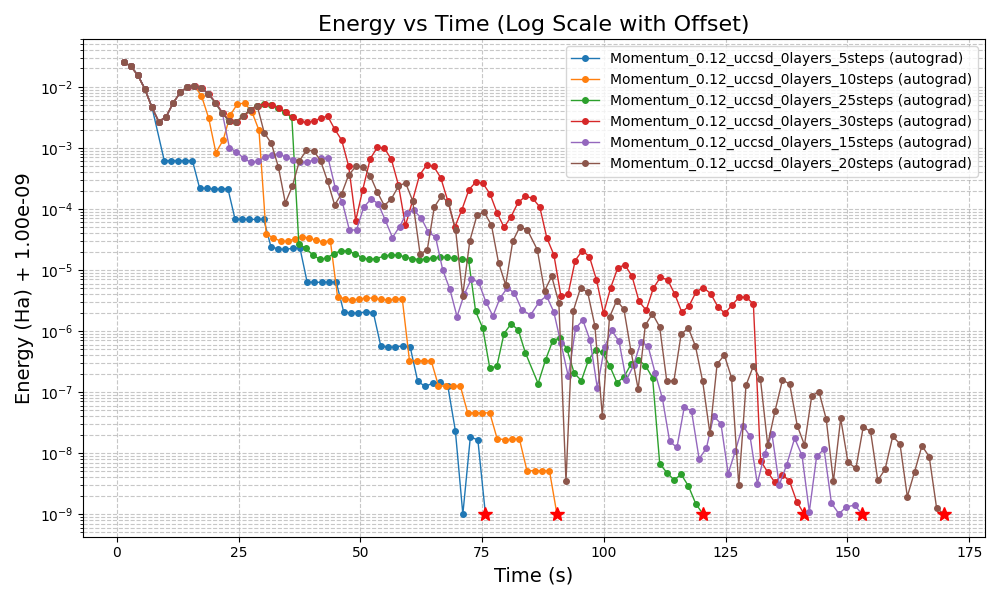 Energy vs Time (Log Scale with Offset)
Energy (Ha) + 1.00e-09
10⁻²
10⁻³
10⁻⁴
10⁻⁵
10⁻⁶
10⁻⁷
10⁻⁸
10⁻⁹
Momentum_0.12_uccsd_0layers_5steps (autograd)
Momentum_0.12_uccsd_0layers_10steps (autograd)
Momentum_0.12_uccsd_0layers_25steps (autograd)
Momentum_0.12_uccsd_0layers_30steps (autograd)
Momentum_0.12_uccsd_0layers_15steps (autograd)
Momentum_0.12_uccsd_0layers_20steps (autograd)
0 25 50 75 100 125 150 175
Time (s)